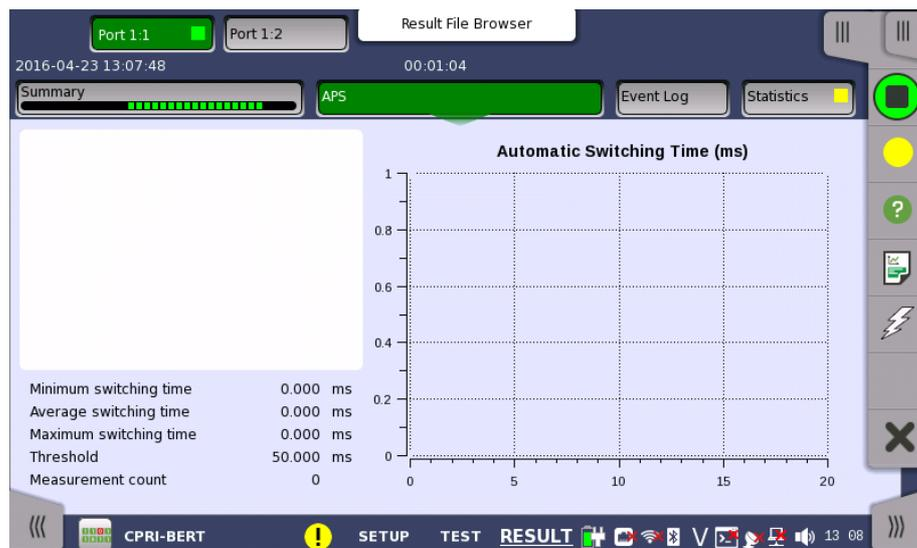 Result File Browser
Port 1:1
Port 1:2
2016-04-23 13:07:48
00:01:04
Summary
APS
Event Log
Statistics
Automatic Switching Time (ms)
1
0.8
0.6
0.4
0.2
0
0 5 10 15 20
Minimum switching time 0.000 ms
Average switching time 0.000 ms
Maximum switching time 0.000 ms
Threshold 50.000 ms
Measurement count 0
CPRI-BERT
SETUP TEST RESULT V 13 08